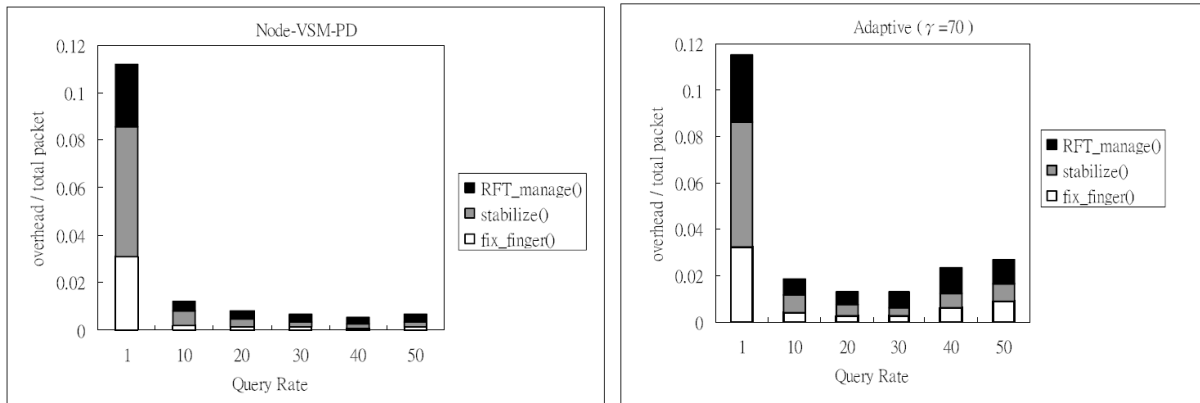 Node-VSM-PD
overhead / total packet
0.12
0.1
0.08
0.06
0.04
0.02
0
1 10 20 30 40 50
Query Rate
RFT_manage()
stabilize()
fix_finger()
Adaptive ( γ =70 )
overhead / total packet
0.12
0.1
0.08
0.06
0.04
0.02
0
1 10 20 30 40 50
Query Rate
RFT_manage()
stabilize()
fix_finger()